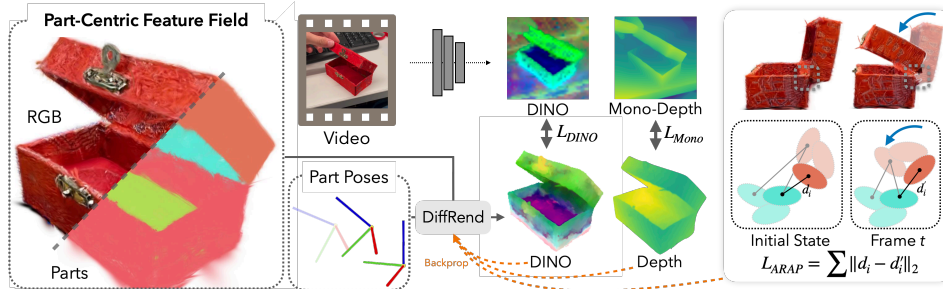 Part-Centric Feature Field
RGB
Parts
Video
Part Poses
DiffRend
Backprop
DINO
Mono-Depth
L_DINO
L_Mono
DINO
Depth
d_i
d_i
Initial State
Frame t
L_ARAP = ∑ ||d_i − d_i^t||_2